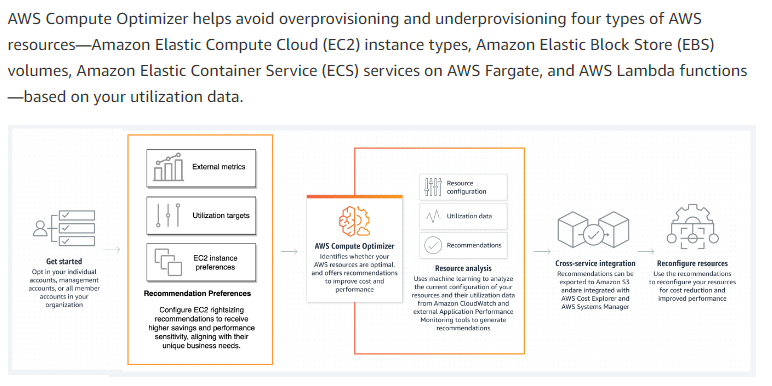 AWS Compute Optimizer helps avoid overprovisioning and underprovisioning four types of AWS
resources—Amazon Elastic Compute Cloud (EC2) instance types, Amazon Elastic Block Store (EBS)
volumes, Amazon Elastic Container Service (ECS) services on AWS Fargate, and AWS Lambda functions
—based on your utilization data.
Get started
Opt in your individual
accounts, management
accounts, or all member
accounts in your
organization
External metrics
Utilization targets
EC2 instance
preferences
Recommendation Preferences
Configure EC2 rightsizing
recommendations to receive
higher savings and performance
sensitivity, aligning with their
unique business needs.
AWS Compute Optimizer
Identifies whether your
AWS resources are optimal,
and offers recommendations
to improve cost and
performance
Resource
configuration
Utilization data
Recommendations
Resource analysis
Uses machine learning to analyze
the current configuration of your
resources and their utilization data
from Amazon CloudWatch and
external Application Performance
Monitoring tools to generate
recommendations
Cross-service integration
Recommendations can be
exported to Amazon S3
andare integrated with
AWS Cost Explorer and
AWS Systems Manager
Reconfigure resources
Use the recommendations
to reconfigure your resources
for cost reduction and
improved performance